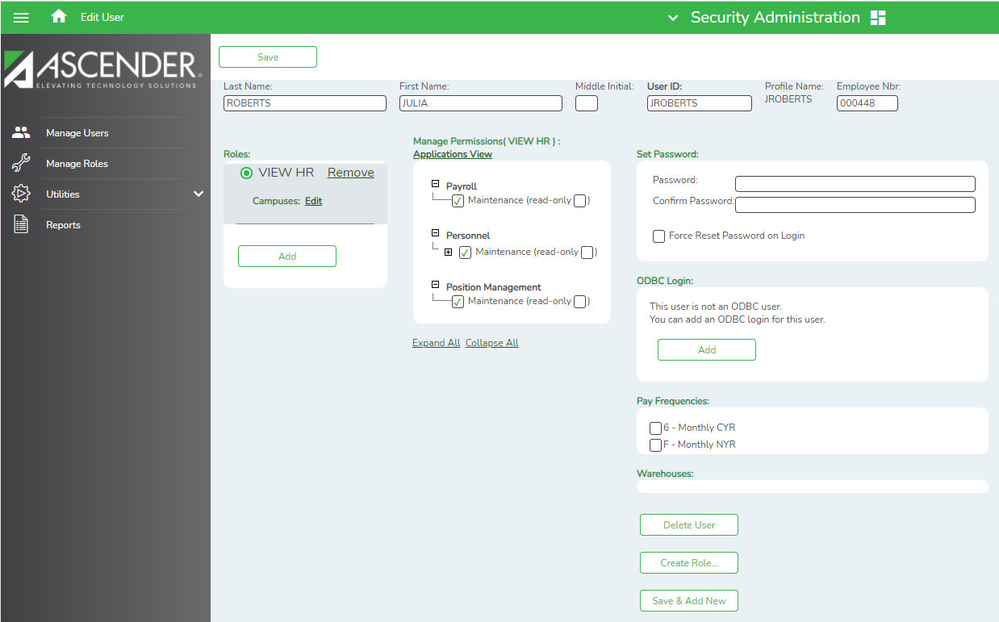 Edit User
Security Administration
ASCENDER®
ELEVATING TECHNOLOGY SOLUTIONS
Manage Users
Manage Roles
Utilities
Reports
Save
Last Name: First Name: Middle Initial: User ID: Profile Name: Employee Nbr:
ROBERTS JULIA JROBERTS JROBERTS 000448
Roles:
VIEW HR Remove
Campuses: Edit
Add
Manage Permissions( VIEW HR ) :
Applications View
Payroll
Maintenance (read-only )
Personnel
Maintenance (read-only )
Position Management
Maintenance (read-only )
Expand All Collapse All
Set Password:
Password:
Confirm Password:
Force Reset Password on Login
ODBC Login:
This user is not an ODBC user.
You can add an ODBC login for this user.
Add
Pay Frequencies:
6 - Monthly CYR
F - Monthly NYR
Warehouses:
Delete User
Create Role...
Save & Add New